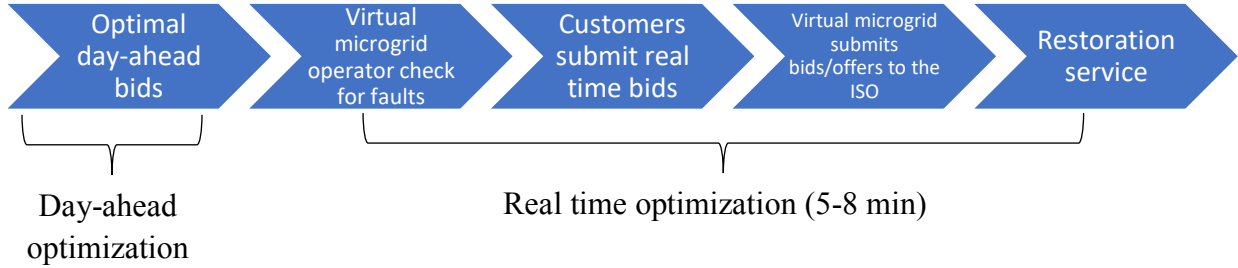 Optimal
day-ahead
bids
Virtual
microgrid
operator check
for faults
Customers
submit real
time bids
Virtual microgrid
submits
bids/offers to the
ISO
Restoration
service
Day-ahead
optimization
Real time optimization (5-8 min)